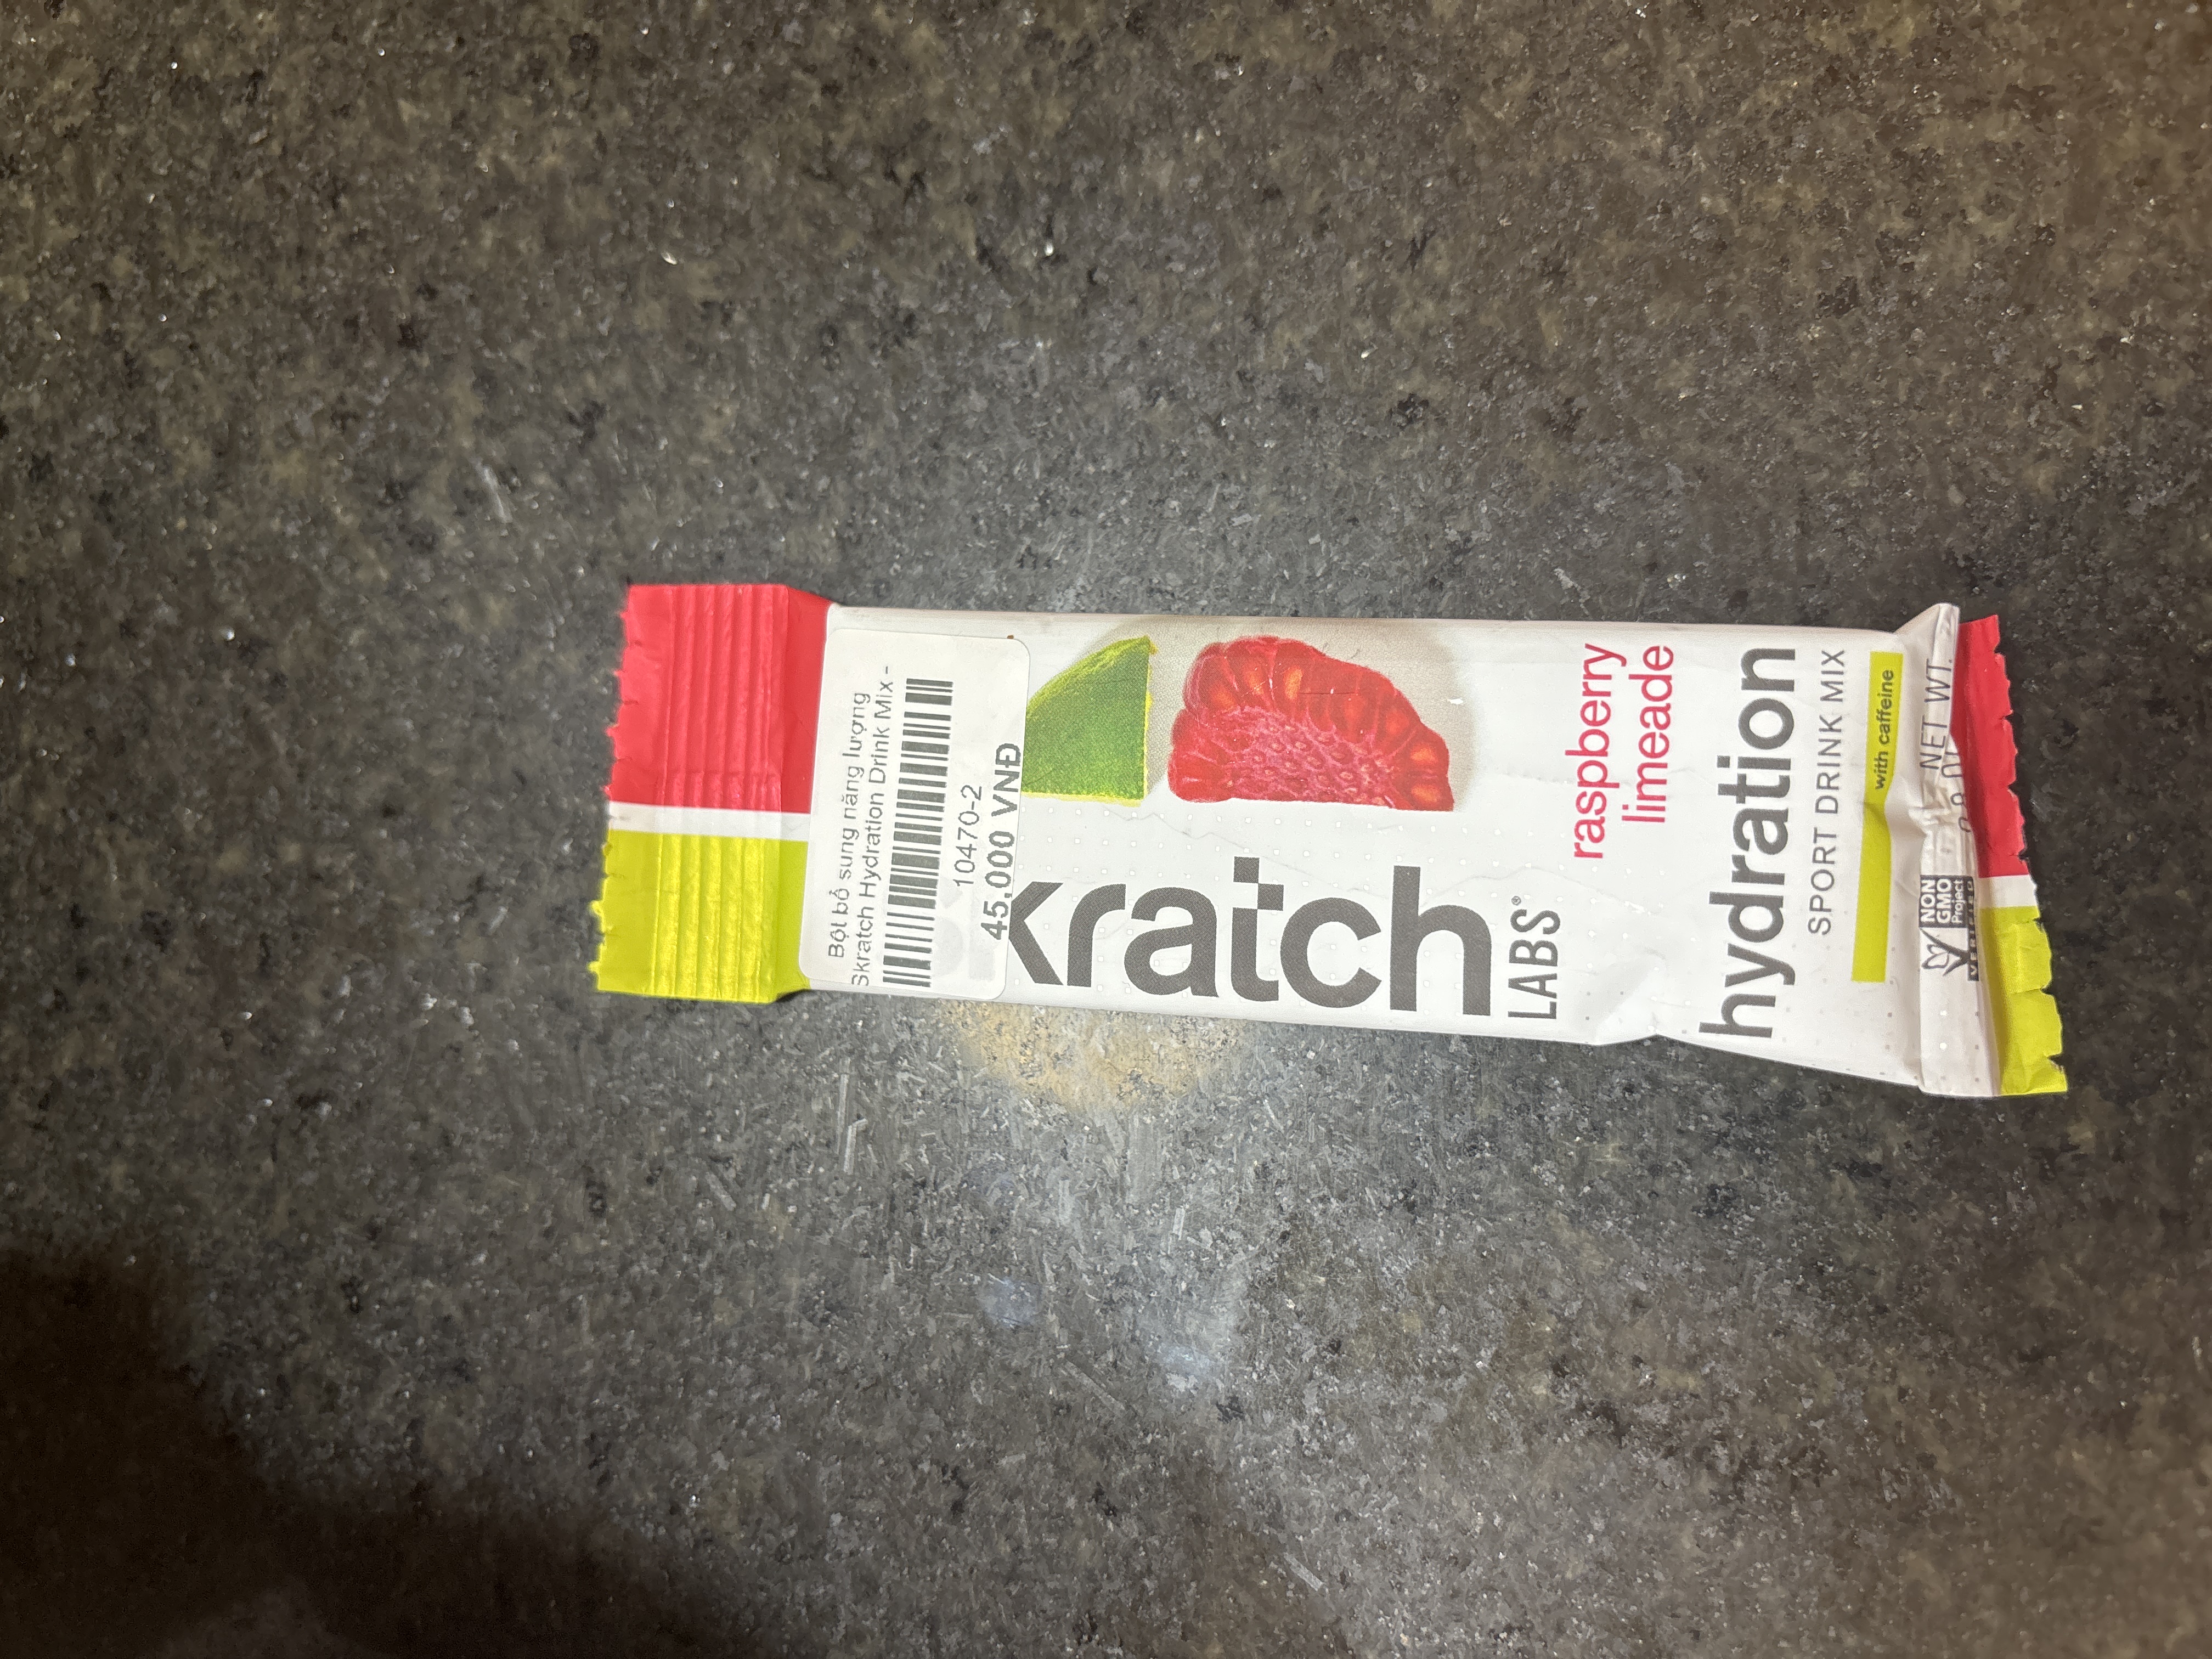 Bột bổ sung năng lượng
Skratch Hydration Drink Mix -
10470-2
45,000 VNĐ
kratch
LABS®
raspberry
limeade
hydration
SPORT DRINK MIX
with caffeine
NON
GMO
Project
VERIFIED
NET WT.